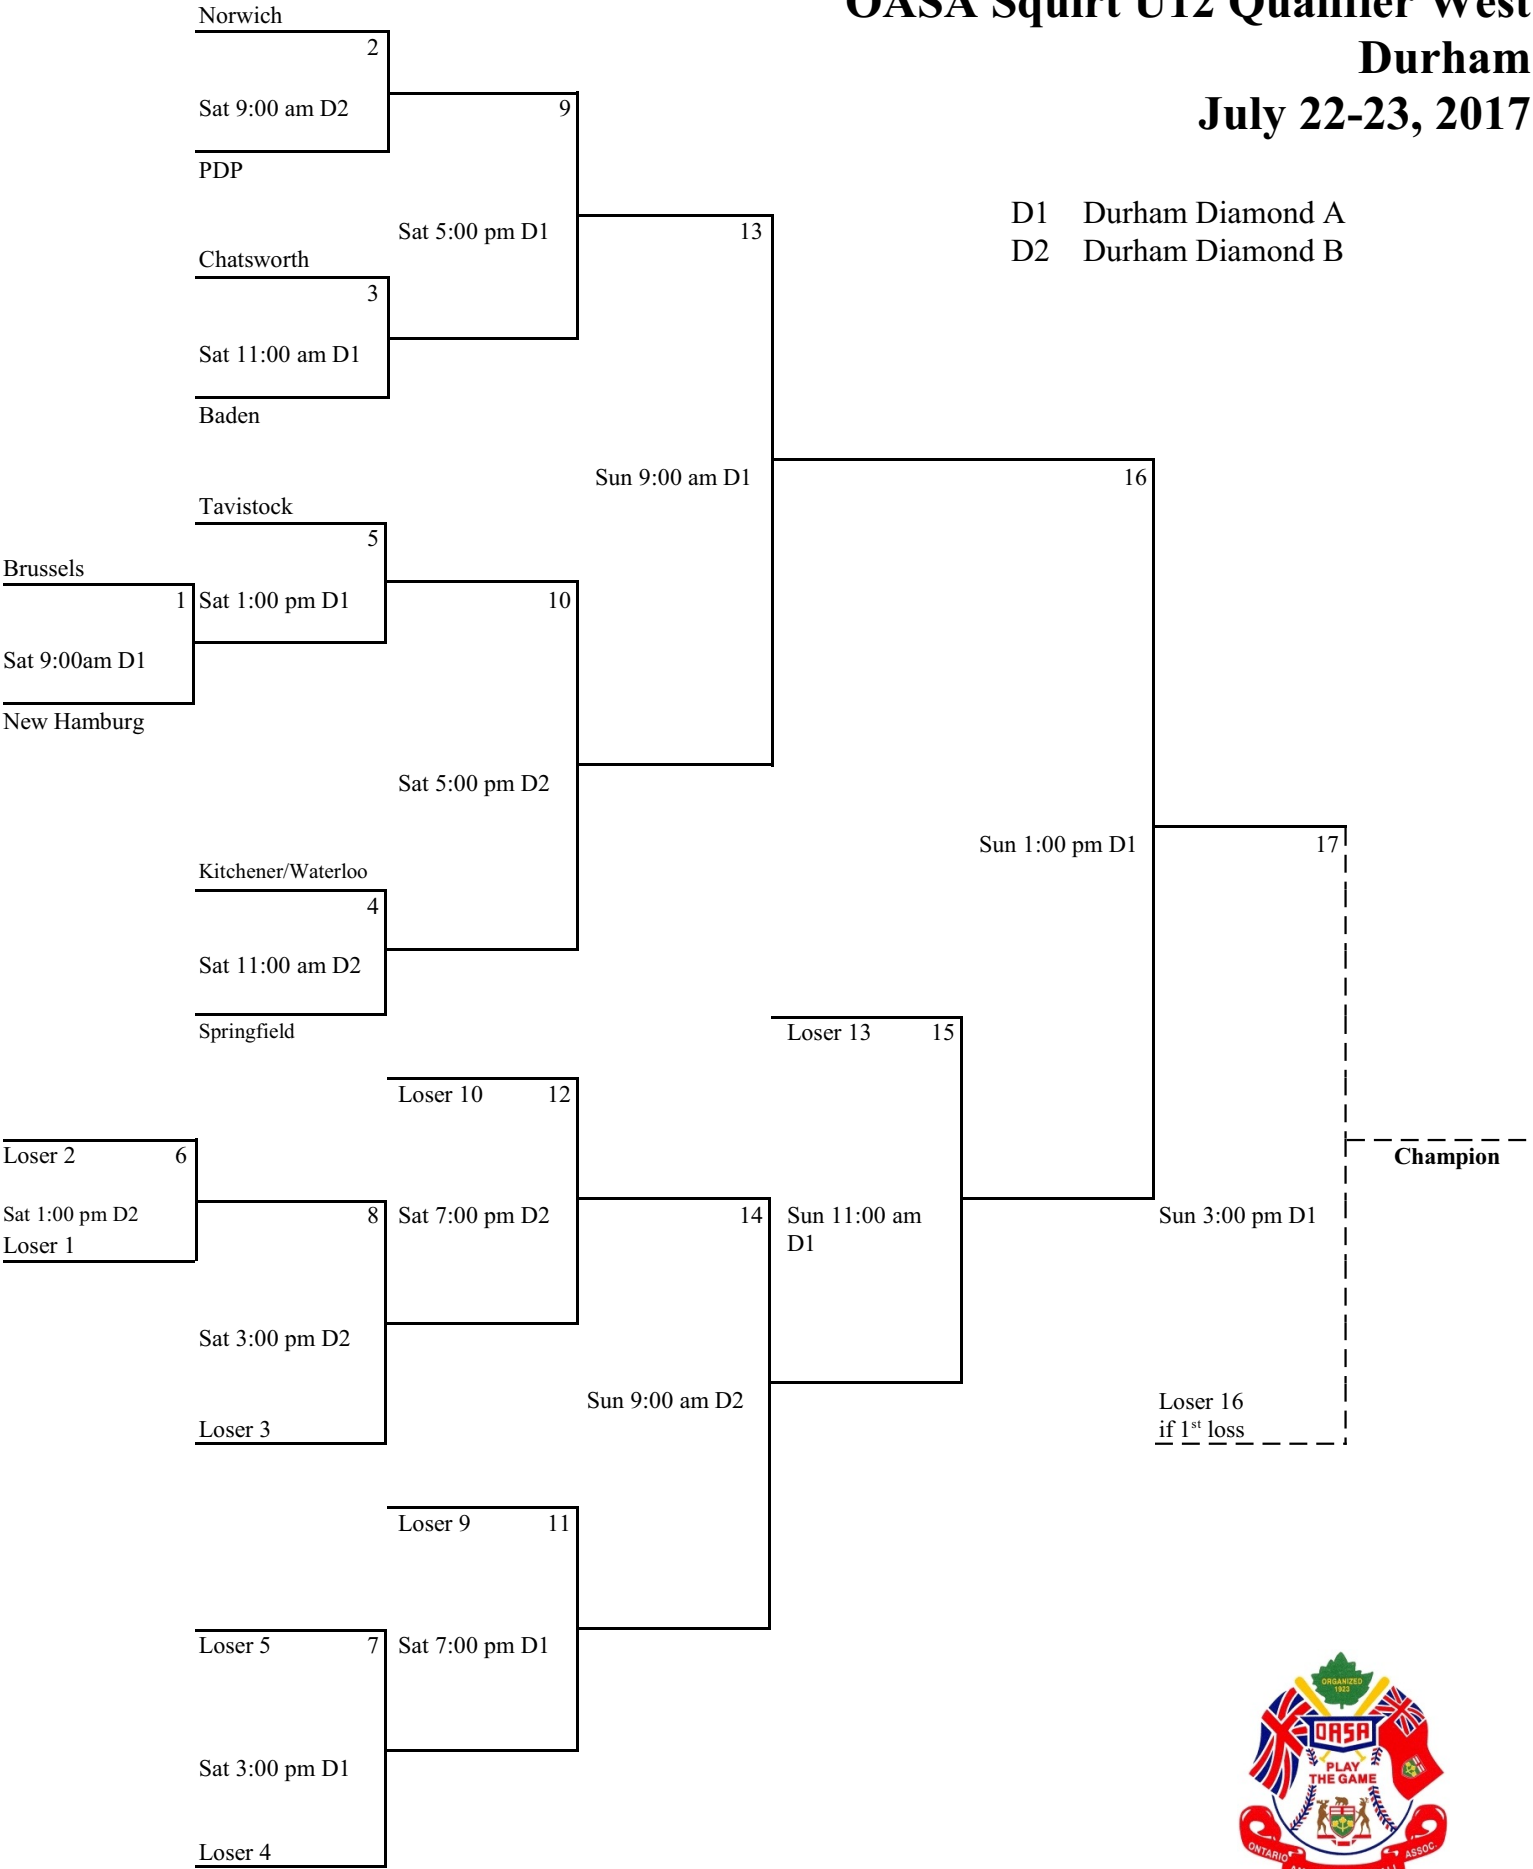 OASA Squirt U12 Qualifier West
Durham
July 22-23, 2017
D1 Durham Diamond A
D2 Durham Diamond B
Norwich
2
Sat 9:00 am D2
9
PDP
Sat 5:00 pm D1
13
Chatsworth
3
Sat 11:00 am D1
Baden
Sun 9:00 am D1
16
Tavistock
5
Brussels
1
Sat 1:00 pm D1
10
Sat 9:00am D1
New Hamburg
Sat 5:00 pm D2
Sun 1:00 pm D1
17
Kitchener/Waterloo
4
Sat 11:00 am D2
Springfield
Loser 13
15
Loser 10
12
Loser 2
6
Champion
Sat 1:00 pm D2
8
Sat 7:00 pm D2
14
Sun 11:00 am
D1
Sun 3:00 pm D1
Loser 1
Sat 3:00 pm D2
Sun 9:00 am D2
Loser 16
if 1st loss
Loser 3
Loser 9
11
Loser 5
7
Sat 7:00 pm D1
Sat 3:00 pm D1
Loser 4
ORGANIZED
1923
OASA
PLAY
THE GAME
ONTARIO
ASSOC.